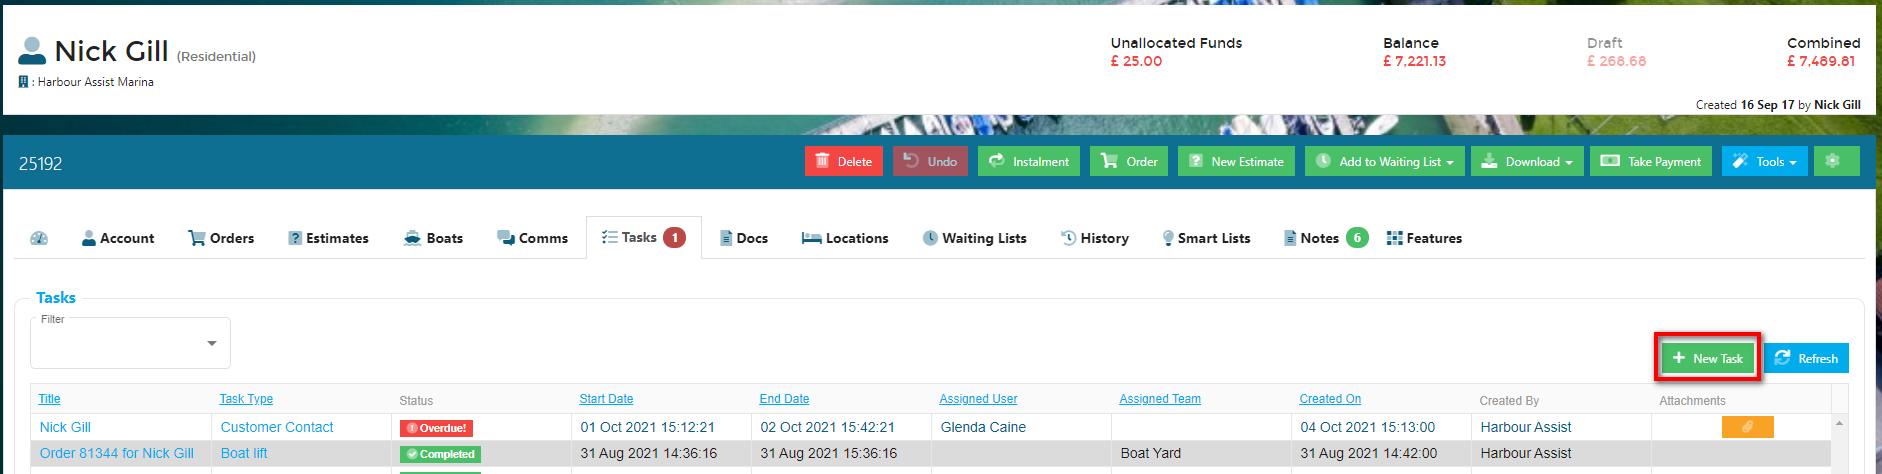 Nick Gill (Residential)
: Harbour Assist Marina
Unallocated Funds
£ 25.00
Balance
£ 7,221.13
Draft
£ 268.68
Combined
£ 7,489.81
Created 16 Sep 17 by Nick Gill
25192
Delete Undo Instalment Order New Estimate Add to Waiting List Download Take Payment Tools
Account Orders Estimates Boats Comms Tasks 1 Docs Locations Waiting Lists History Smart Lists Notes 6 Features
Tasks
Filter
New Task Refresh
Title Task Type Status Start Date End Date Assigned User Assigned Team Created On Created By Attachments
Nick Gill Customer Contact Overdue! 01 Oct 2021 15:12:21 02 Oct 2021 15:42:21 Glenda Caine 04 Oct 2021 15:13:00 Harbour Assist
Order 81344 for Nick Gill Boat lift Completed 31 Aug 2021 14:36:16 31 Aug 2021 15:36:16 Boat Yard 31 Aug 2021 14:42:00 Harbour Assist